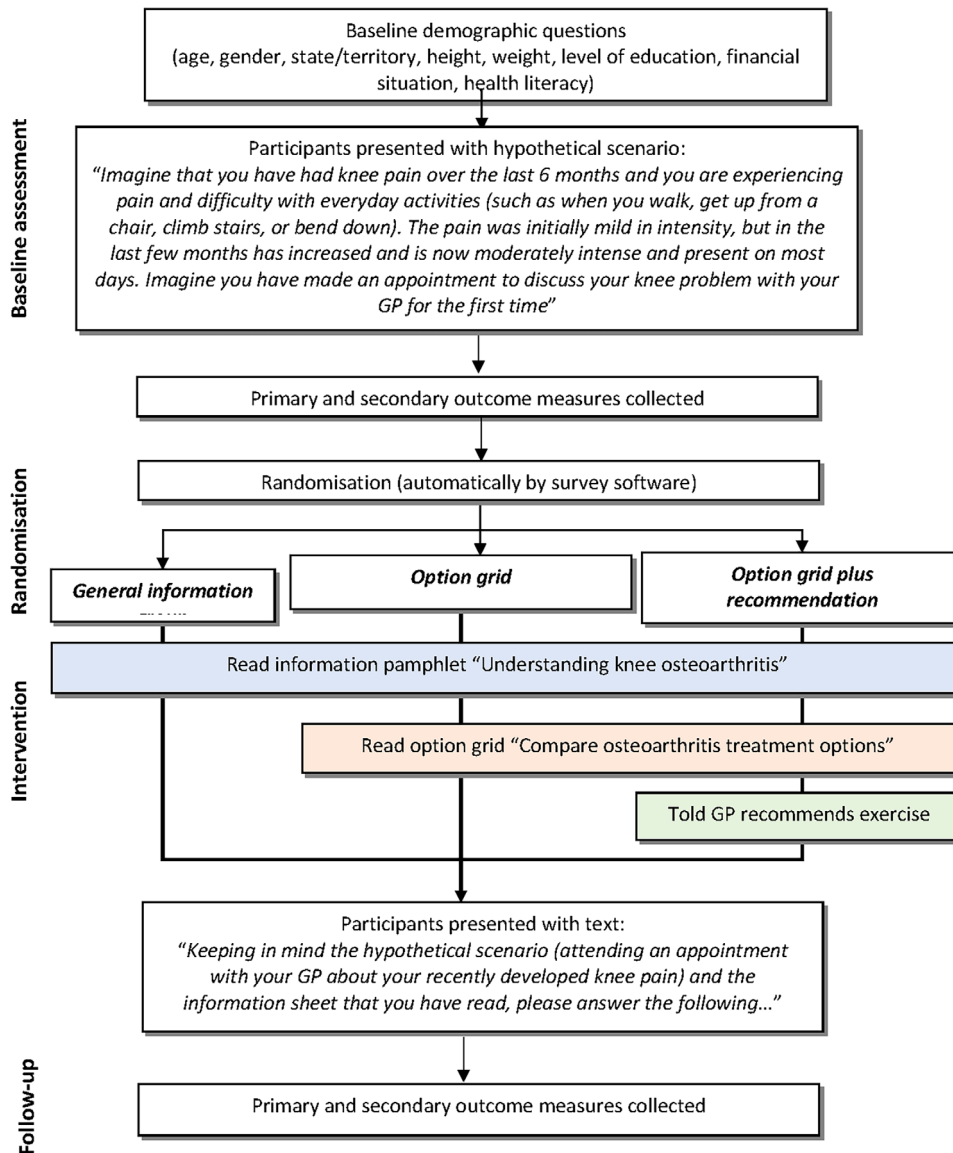 Baseline demographic questions
(age, gender, state/territory, height, weight, level of education, financial
situation, health literacy)
Baseline assessment
Participants presented with hypothetical scenario:
“Imagine that you have had knee pain over the last 6 months and you are experiencing
pain and difficulty with everyday activities (such as when you walk, get up from a
chair, climb stairs, or bend down). The pain was initially mild in intensity, but in
the last few months has increased and is now moderately intense and present on most
days. Imagine you have made an appointment to discuss your knee problem with your
GP for the first time”
Primary and secondary outcome measures collected
Randomisation
Randomisation (automatically by survey software)
General information
Option grid
Option grid plus
recommendation
Intervention
Read information pamphlet “Understanding knee osteoarthritis”
Read option grid “Compare osteoarthritis treatment options”
Told GP recommends exercise
Participants presented with text:
“Keeping in mind the hypothetical scenario (attending an appointment
with your GP about your recently developed knee pain) and the
information sheet that you have read, please answer the following…”
Follow-up
Primary and secondary outcome measures collected